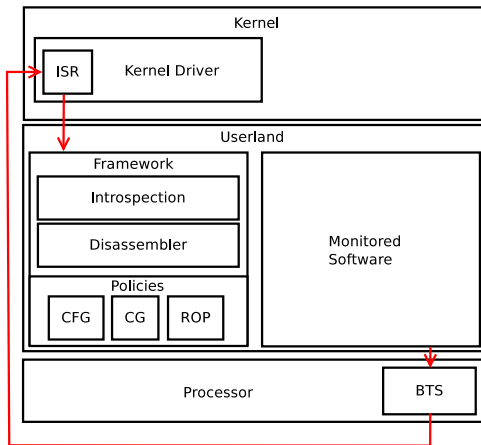 Kernel
ISR
Kernel Driver
Userland
Framework
Introspection
Disassembler
Policies
CFG
CG
ROP
Monitored
Software
Processor
BTS